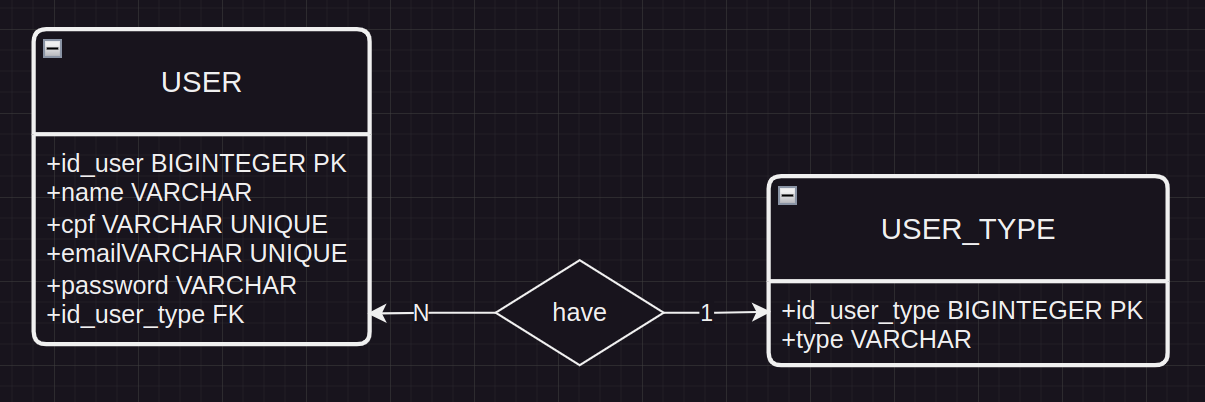 USER
+id_user BIGINTEGER PK
+name VARCHAR
+cpf VARCHAR UNIQUE
+emailVARCHAR UNIQUE
+password VARCHAR
+id_user_type FK
N
have
1
USER_TYPE
+id_user_type BIGINTEGER PK
+type VARCHAR